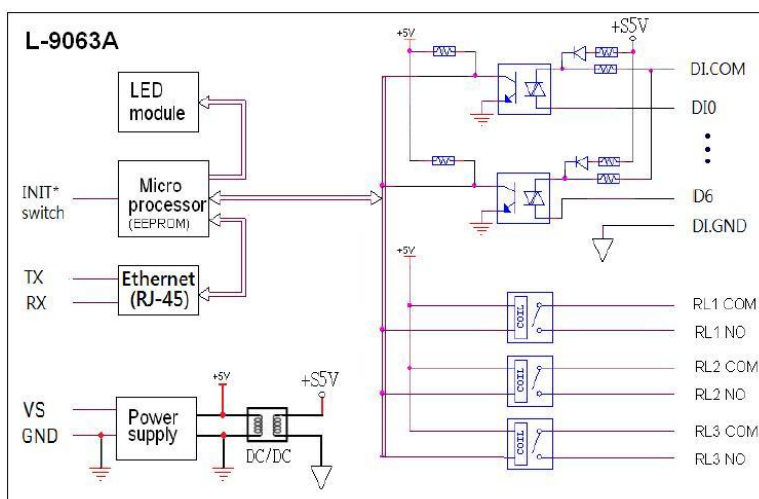 L-9063A
LED
module
INIT*
switch
Micro
processor
(EEPROM)
TX
RX
Ethernet
(RJ-45)
VS
GND
Power
supply
+5V
+S5V
DC/DC
+5V
+S5V
DI.COM
DI0
D6
DI.GND
+5V
COIL
RL1 COM
RL1 NO
COIL
RL2 COM
RL2 NO
COIL
RL3 COM
RL3 NO